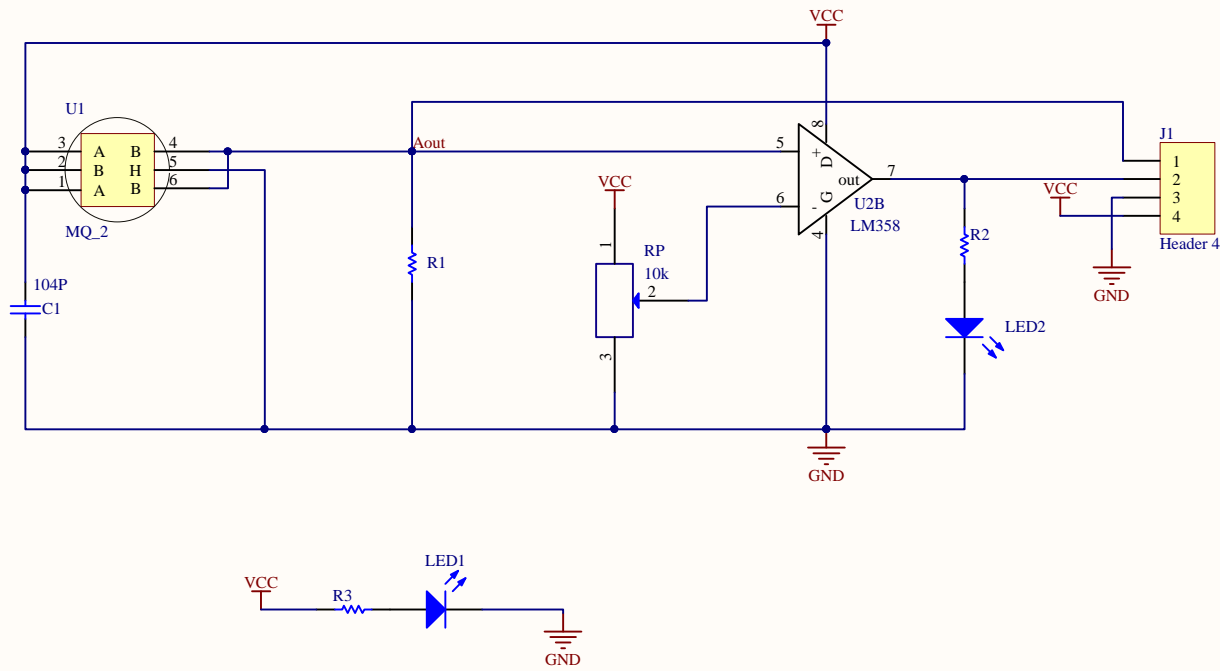 VCC
U1
3 A B 4
2 B H 5
1 A B 6
MQ_2
Aout
5
8
+
D
out
7
6
-
G
4
U2B
LM358
J1
1
2
3
4
Header 4
VCC
GND
VCC
1
RP
10k
2
3
R1
R2
LED2
104P
C1
GND
LED1
VCC
R3
GND